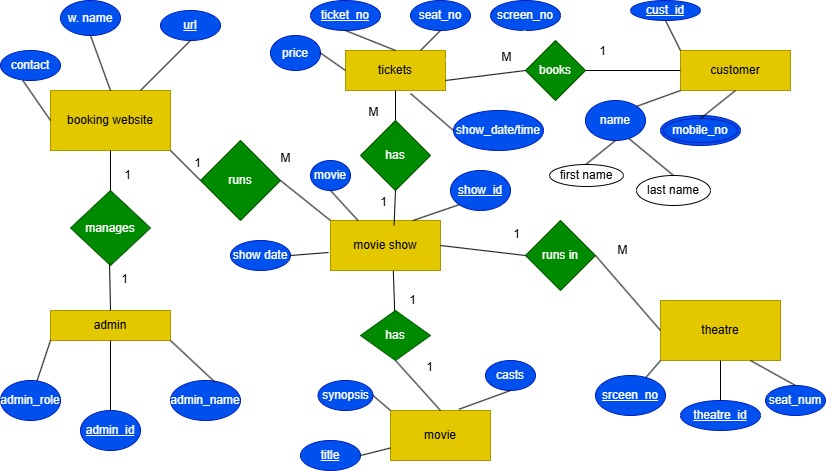 w. name
url
contact
booking website
ticket_no
seat_no
screen_no
price
tickets
show_date/time
M
books
1
cust_id
customer
name
mobile_no
first name
last name
M
has
1
1
runs
M
1
manages
1
movie
show_id
show date
movie show
1
runs in
M
theatre
srceen_no
theatre_id
seat_num
admin
admin_role
admin_id
admin_name
1
has
1
synopsis
casts
title
movie